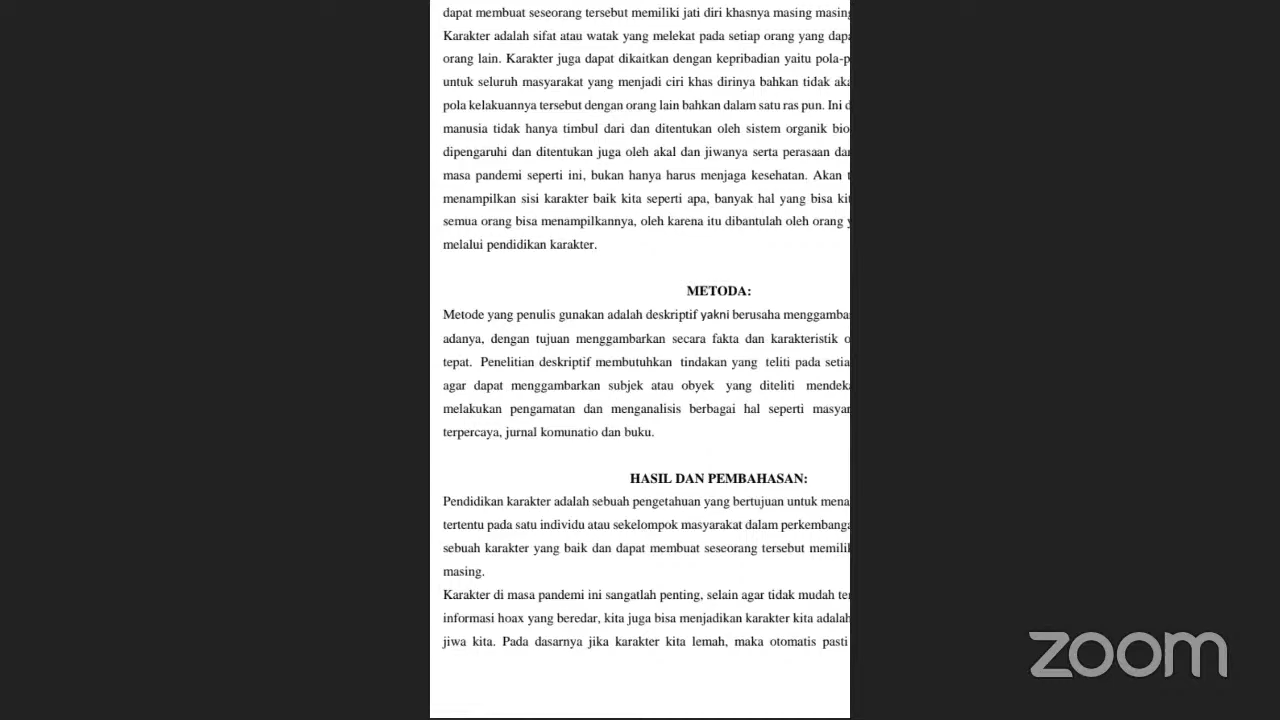 dapat membuat seseorang tersebut memiliki jati diri khasnya masing masing
Karakter adalah sifat atau watak yang melekat pada setiap orang yang dapa
orang lain. Karakter juga dapat dikaitkan dengan kepribadian yaitu pola-p
untuk seluruh masyarakat yang menjadi ciri khas dirinya bahkan tidak aka
pola kelakuannya tersebut dengan orang lain bahkan dalam satu ras pun. Ini d
manusia tidak hanya timbul dari dan ditentukan oleh sistem organik bio
dipengaruhi dan ditentukan juga oleh akal dan jiwanya serta perasaan dan
masa pandemi seperti ini, bukan hanya harus menjaga kesehatan. Akan t
menampilkan sisi karakter baik kita seperti apa, banyak hal yang bisa kit
semua orang bisa menampilkannya, oleh karena itu dibantulah oleh orang y
melalui pendidikan karakter.
METODA:
Metode yang penulis gunakan adalah deskriptif yakni berusaha menggamba
adanya, dengan tujuan menggambarkan secara fakta dan karakteristik o
tepat. Penelitian deskriptif membutuhkan tindakan yang teliti pada setia
agar dapat menggambarkan subjek atau obyek yang diteliti mendeka
melakukan pengamatan dan menganalisis berbagai hal seperti masyar
terpercaya, jurnal komunatio dan buku.
HASIL DAN PEMBAHASAN:
Pendidikan karakter adalah sebuah pengetahuan yang bertujuan untuk mena
tertentu pada satu individu atau sekelompok masyarakat dalam perkembanga
sebuah karakter yang baik dan dapat membuat seseorang tersebut memilik
masing.
Karakter di masa pandemi ini sangatlah penting, selain agar tidak mudah ter
informasi hoax yang beredar, kita juga bisa menjadikan karakter kita adalah
jiwa kita. Pada dasarnya jika karakter kita lemah, maka otomatis pasti
zoom